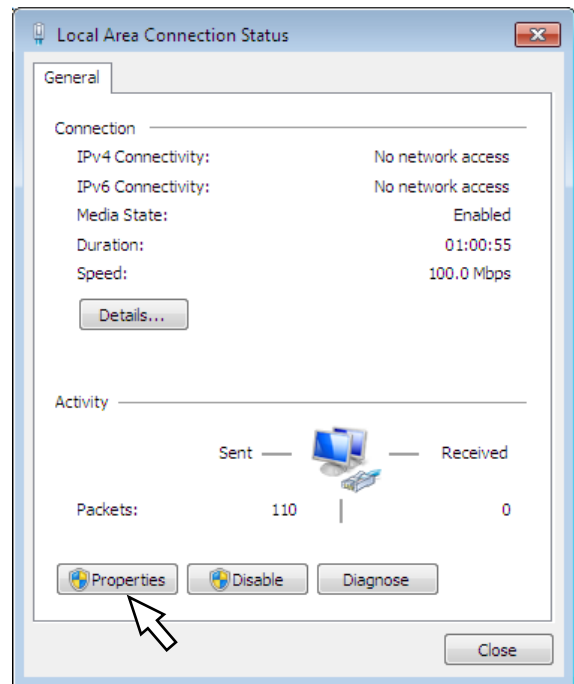 Local Area Connection Status
General
Connection
IPv4 Connectivity: No network access
IPv6 Connectivity: No network access
Media State: Enabled
Duration: 01:00:55
Speed: 100.0 Mbps
Details...
Activity
Sent Received
Packets: 110 0
Properties Disable Diagnose
Close